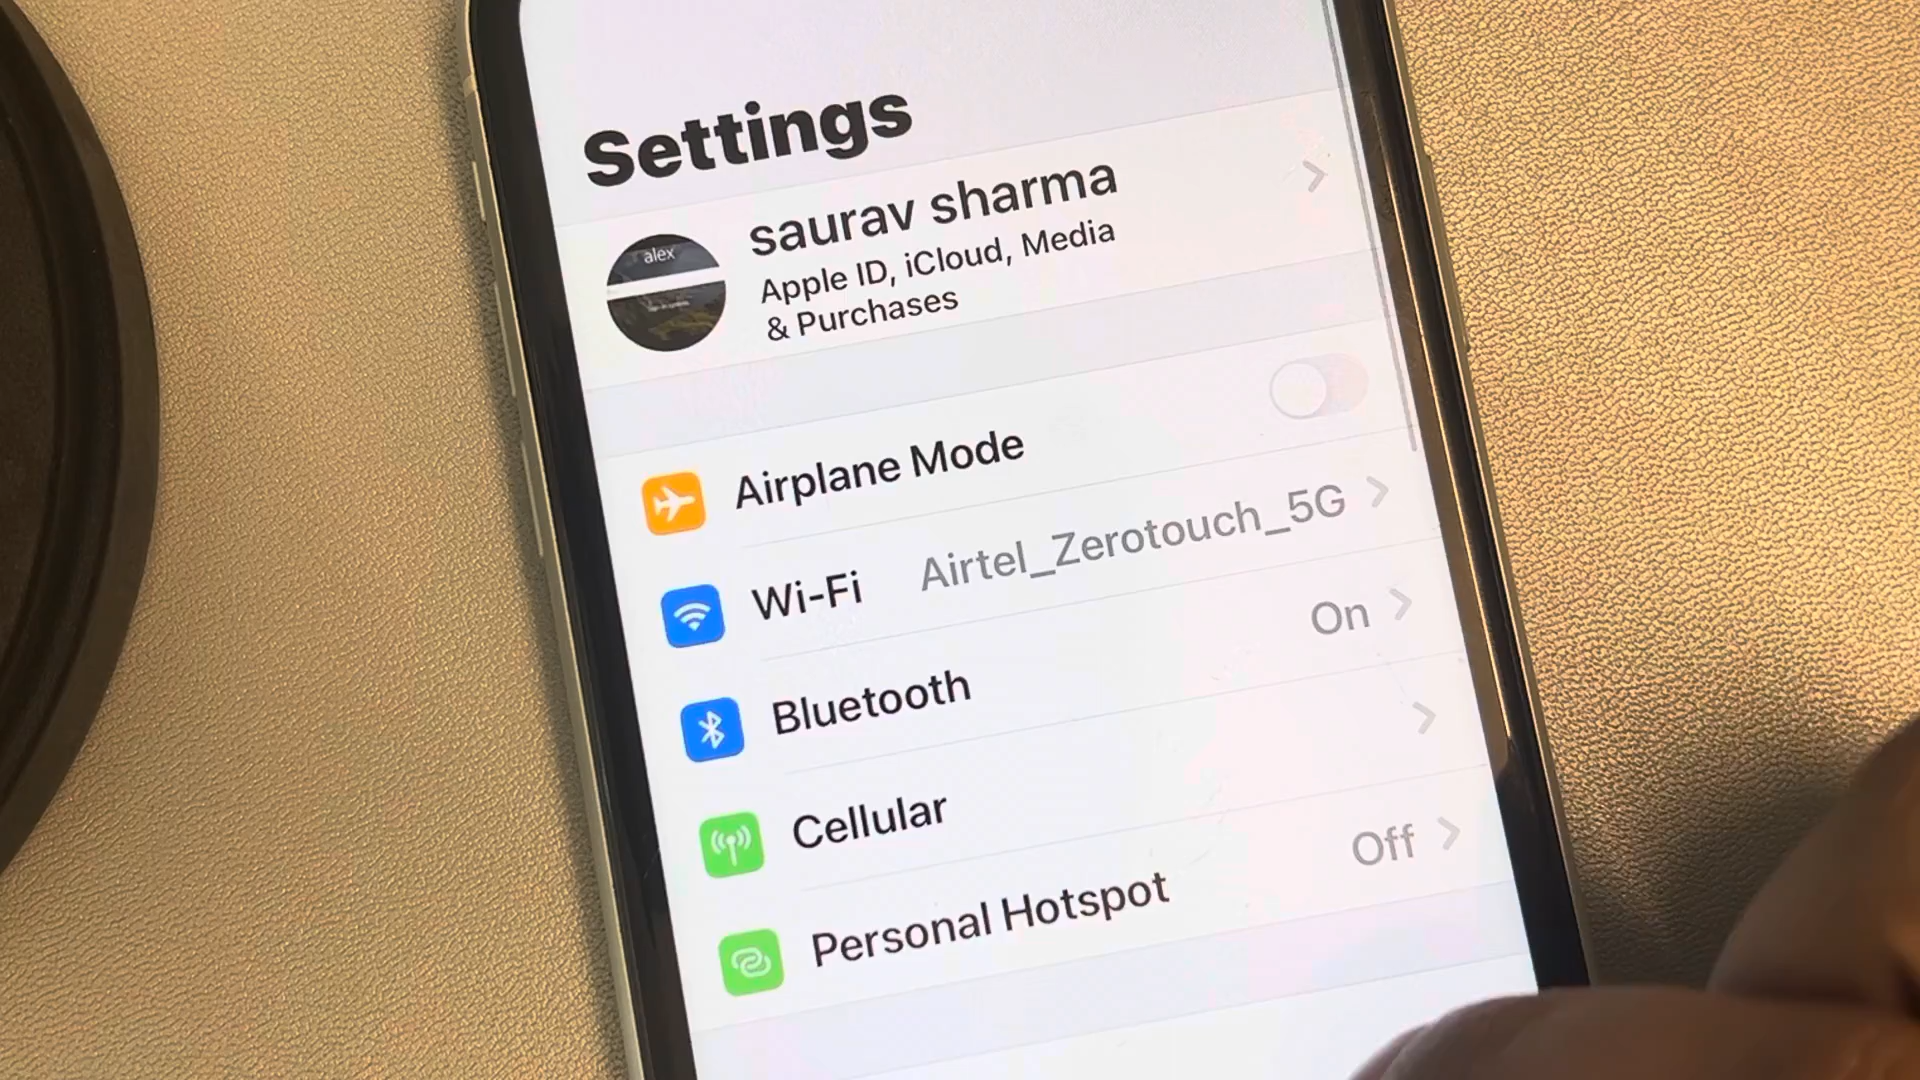 Settings
alex
saurav sharma
Apple ID, iCloud, Media
& Purchases
Airplane Mode
Wi-Fi Airtel_Zerotouch_5G
Bluetooth On
Cellular
Personal Hotspot Off